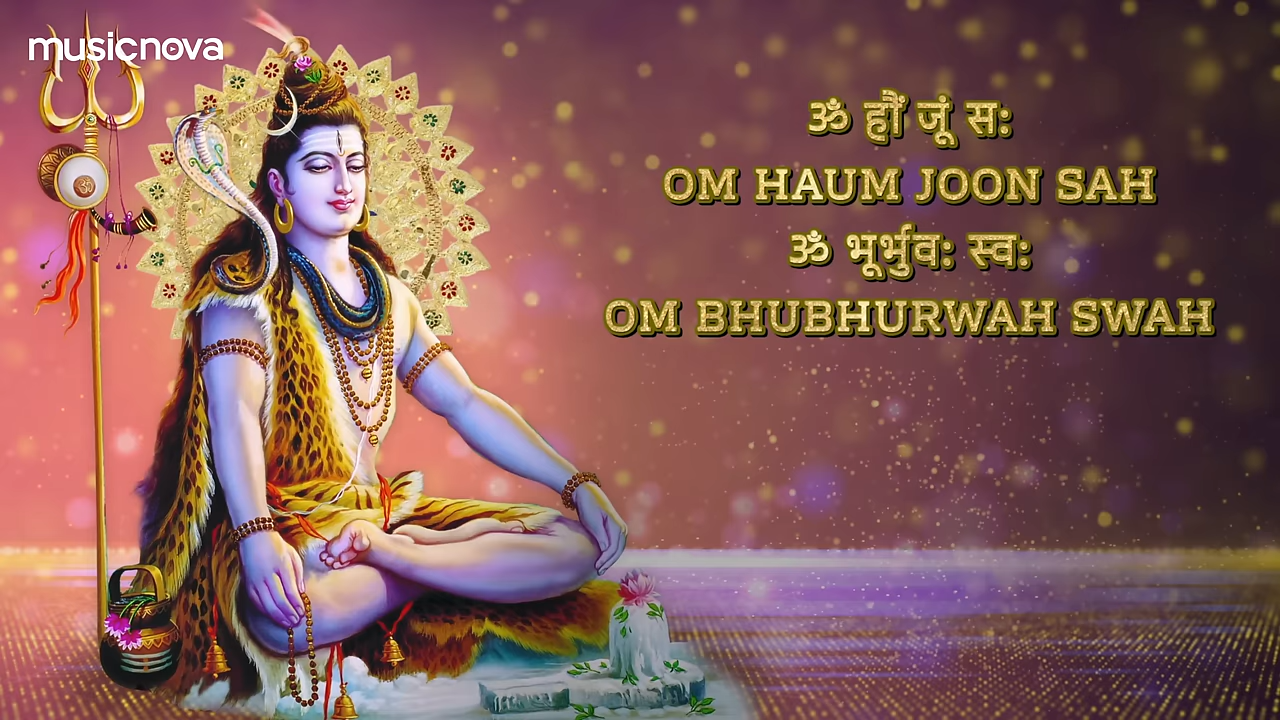 musicnova
ॐ हौं जूं सः
OM HAUM JOON SAH
ॐ भूर्भुवः स्वः
OM BHUBHURWAH SWAH
ॐ